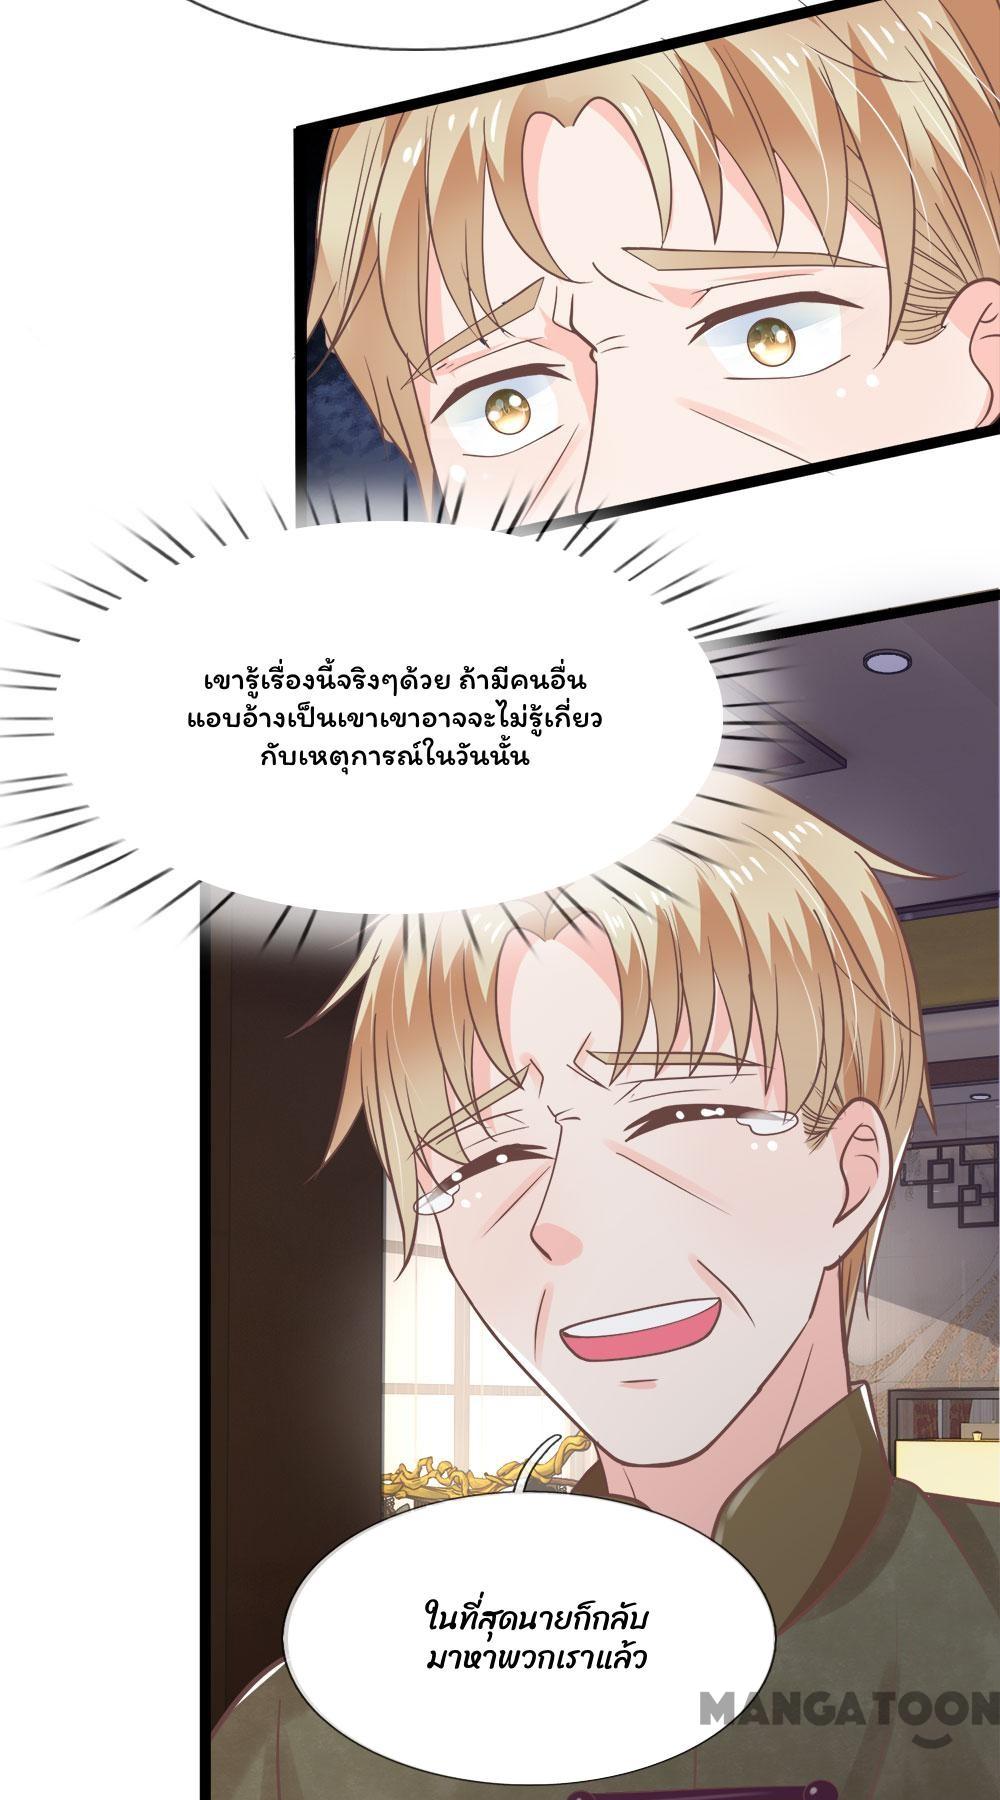 เขารู้เรื่องนี้จริงๆด้วย ถ้ามีคนอื่น
แอบอ้างเป็นเขาเขาอาจจะไม่รู้เกี่ยว
กับเหตุการณ์ในวันนั้น
ในที่สุดนายก็กลับ
มาหาพวกเราแล้ว
MANGATOON